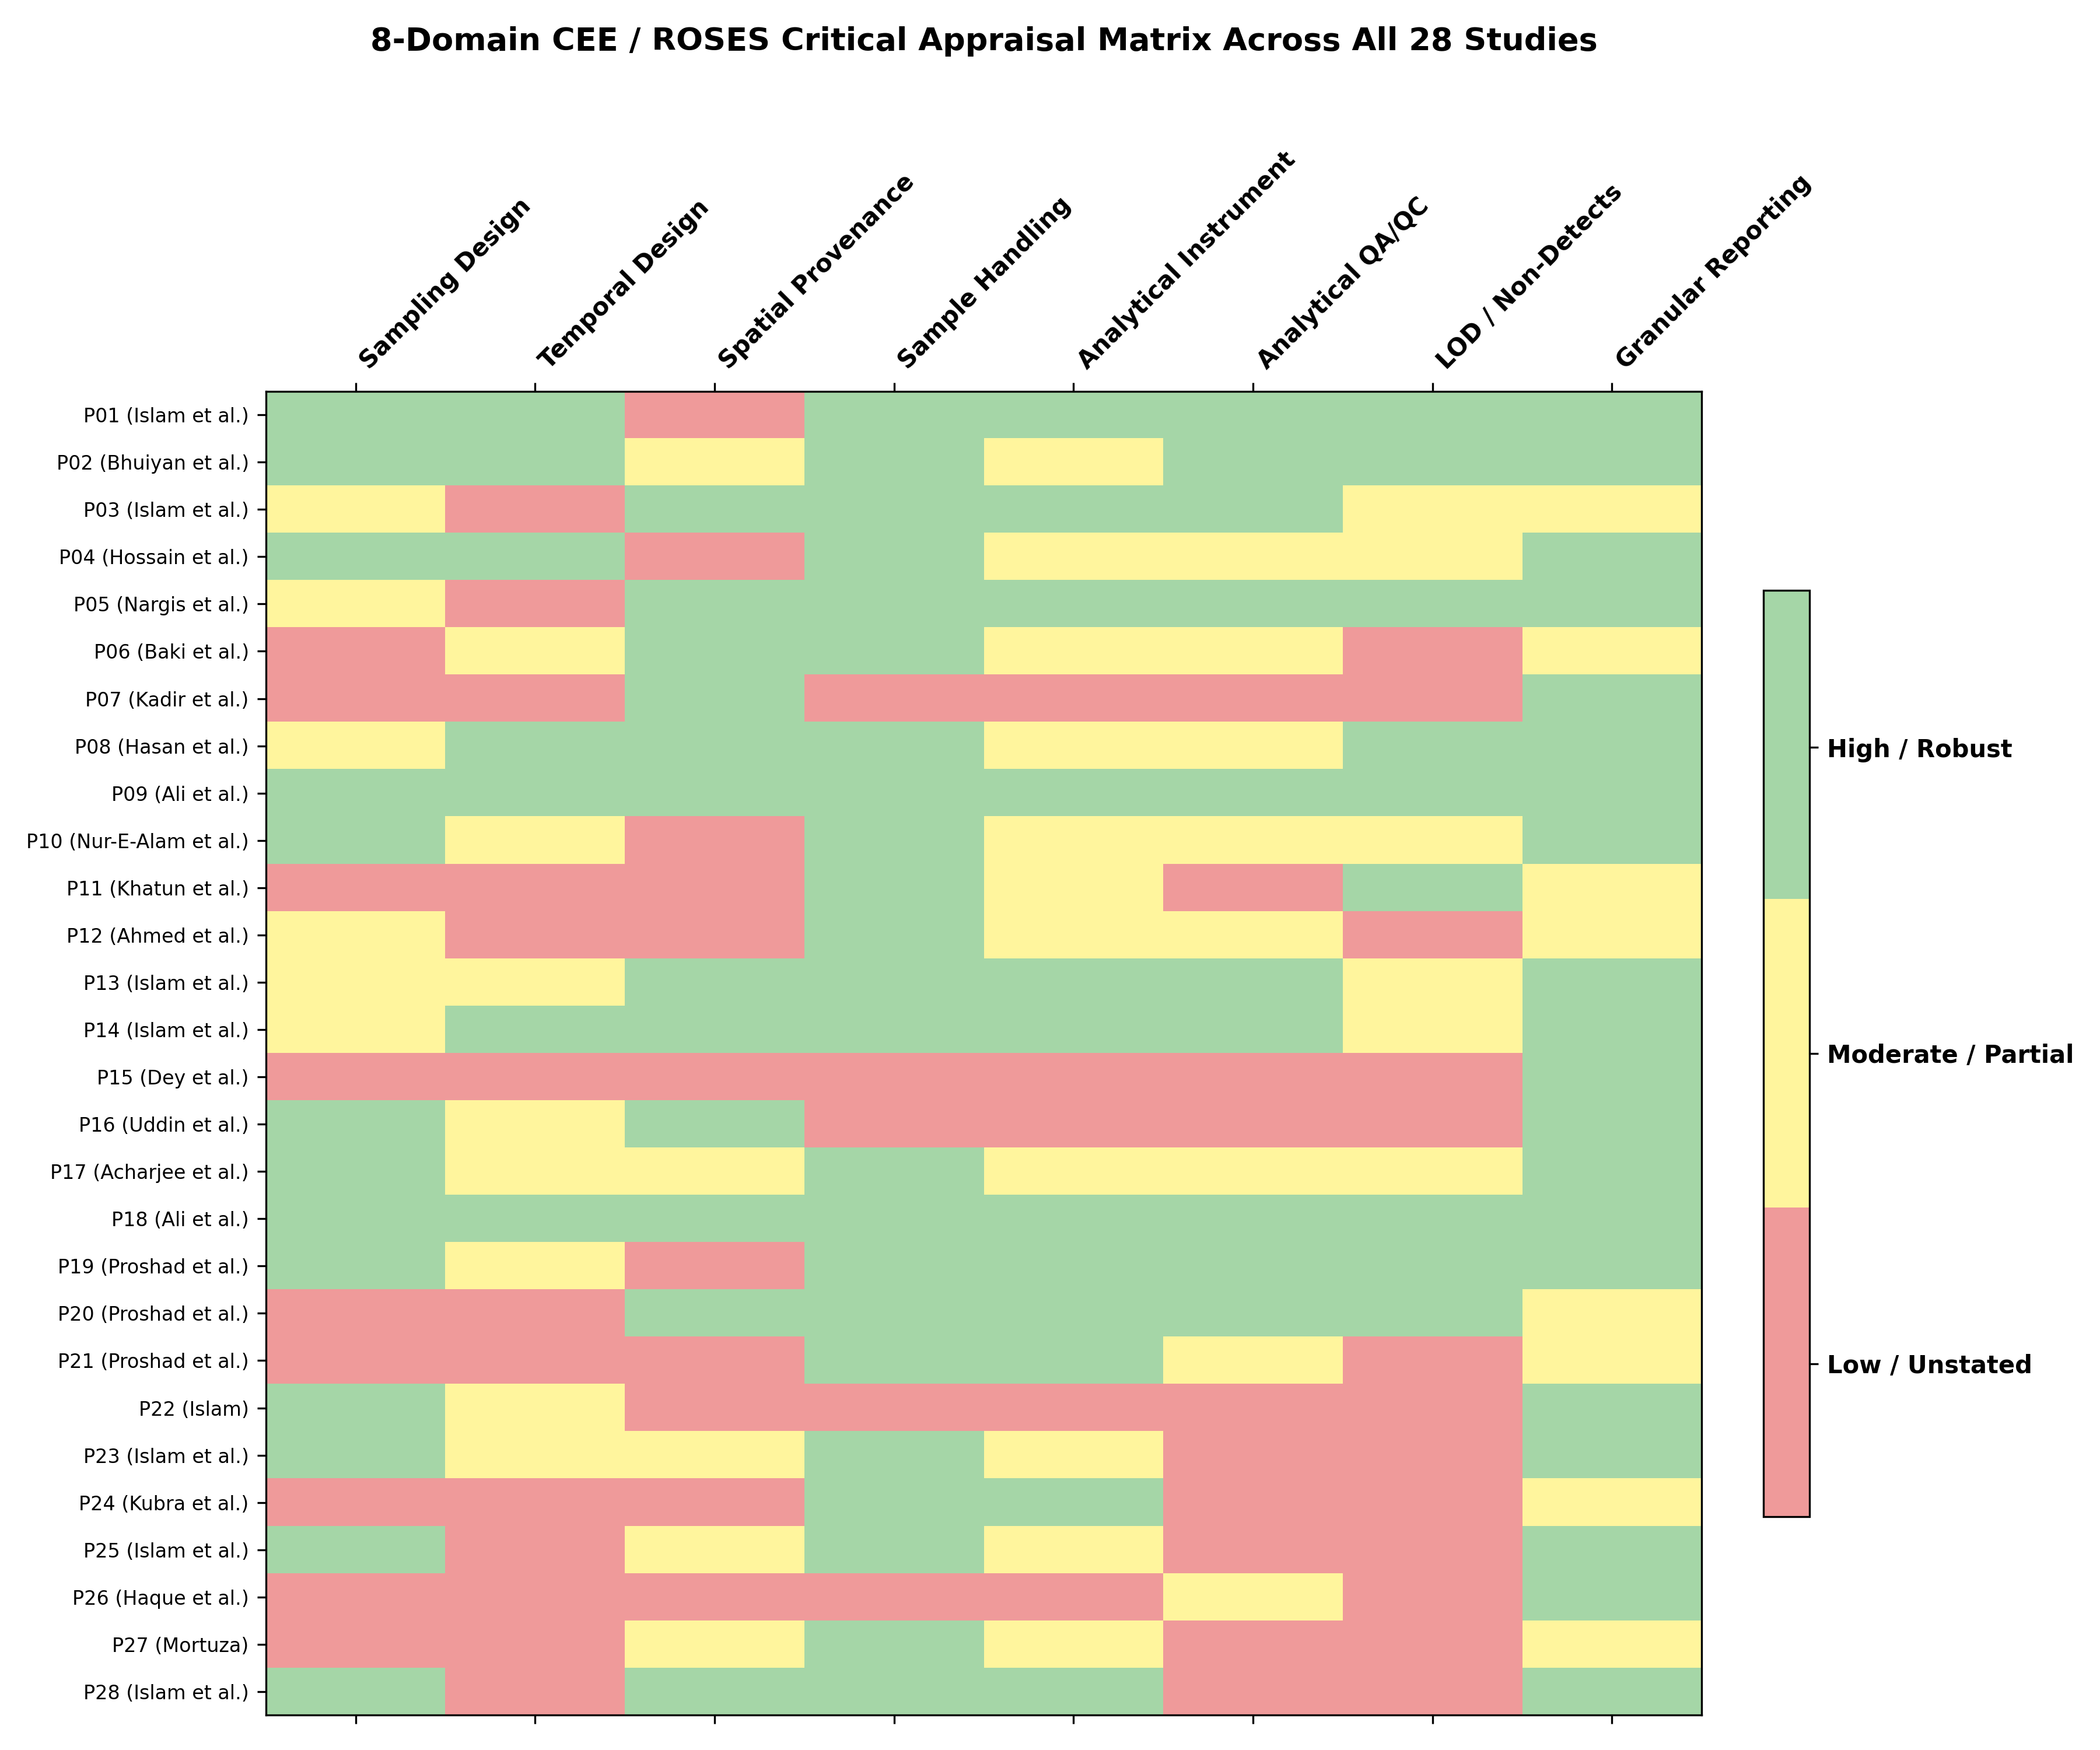 8-Domain CEE / ROSES Critical Appraisal Matrix Across All 28 Studies
Sampling Design
Temporal Design
Spatial Provenance
Sample Handling
Analytical Instrument
Analytical QA/QC
LOD / Non-Detects
Granular Reporting
P01 (Islam et al.)
P02 (Bhuiyan et al.)
P03 (Islam et al.)
P04 (Hossain et al.)
P05 (Nargis et al.)
P06 (Baki et al.)
P07 (Kadir et al.)
P08 (Hasan et al.)
P09 (Ali et al.)
P10 (Nur-E-Alam et al.)
P11 (Khatun et al.)
P12 (Ahmed et al.)
P13 (Islam et al.)
P14 (Islam et al.)
P15 (Dey et al.)
P16 (Uddin et al.)
P17 (Acharjee et al.)
P18 (Ali et al.)
P19 (Proshad et al.)
P20 (Proshad et al.)
P21 (Proshad et al.)
P22 (Islam)
P23 (Islam et al.)
P24 (Kubra et al.)
P25 (Islam et al.)
P26 (Haque et al.)
P27 (Mortuza)
P28 (Islam et al.)
High / Robust
Moderate / Partial
Low / Unstated